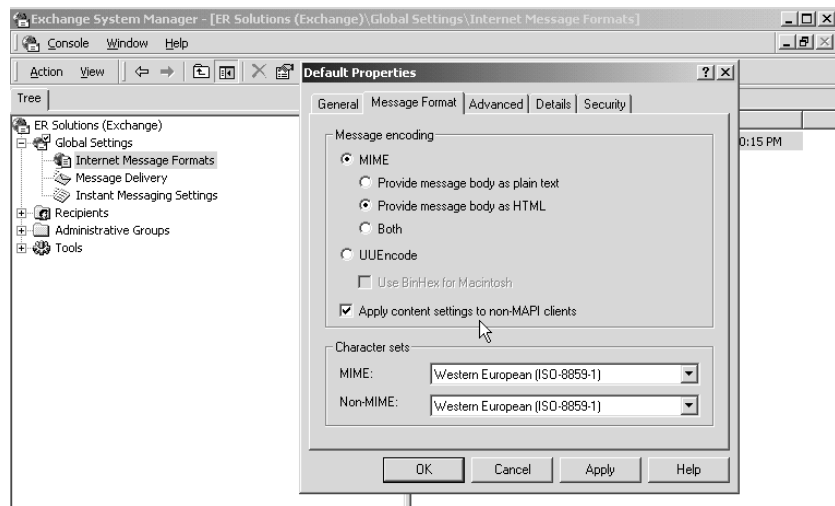 Exchange System Manager - [ER Solutions (Exchange)\Global Settings\Internet Message Formats]
Console Window Help
Action View
Tree
ER Solutions (Exchange)
Global Settings
Internet Message Formats
Message Delivery
Instant Messaging Settings
Recipients
Administrative Groups
Tools
0:15 PM
Default Properties
General Message Format Advanced Details Security
Message encoding
MIME
Provide message body as plain text
Provide message body as HTML
Both
UUEncode
Use BinHex for Macintosh
Apply content settings to non-MAPI clients
Character sets
MIME: Western European (ISO-8859-1)
Non-MIME: Western European (ISO-8859-1)
OK Cancel Apply Help